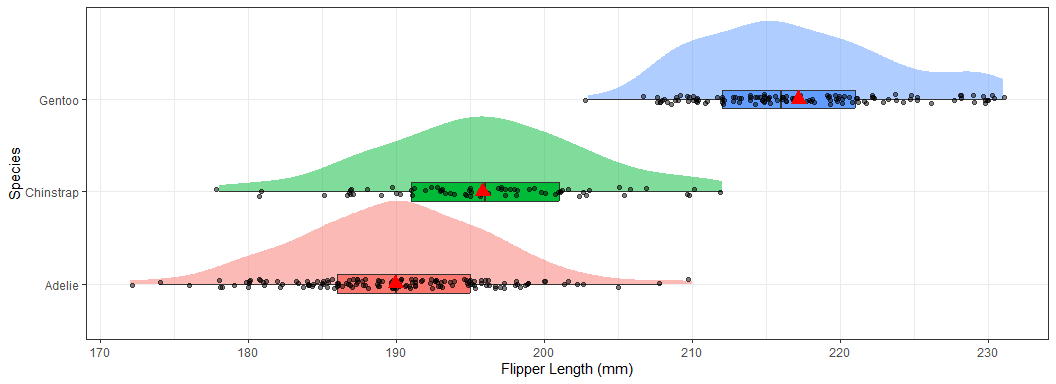 Species
Gentoo
Chinstrap
Adelie
170 180 190 200 210 220 230
Flipper Length (mm)